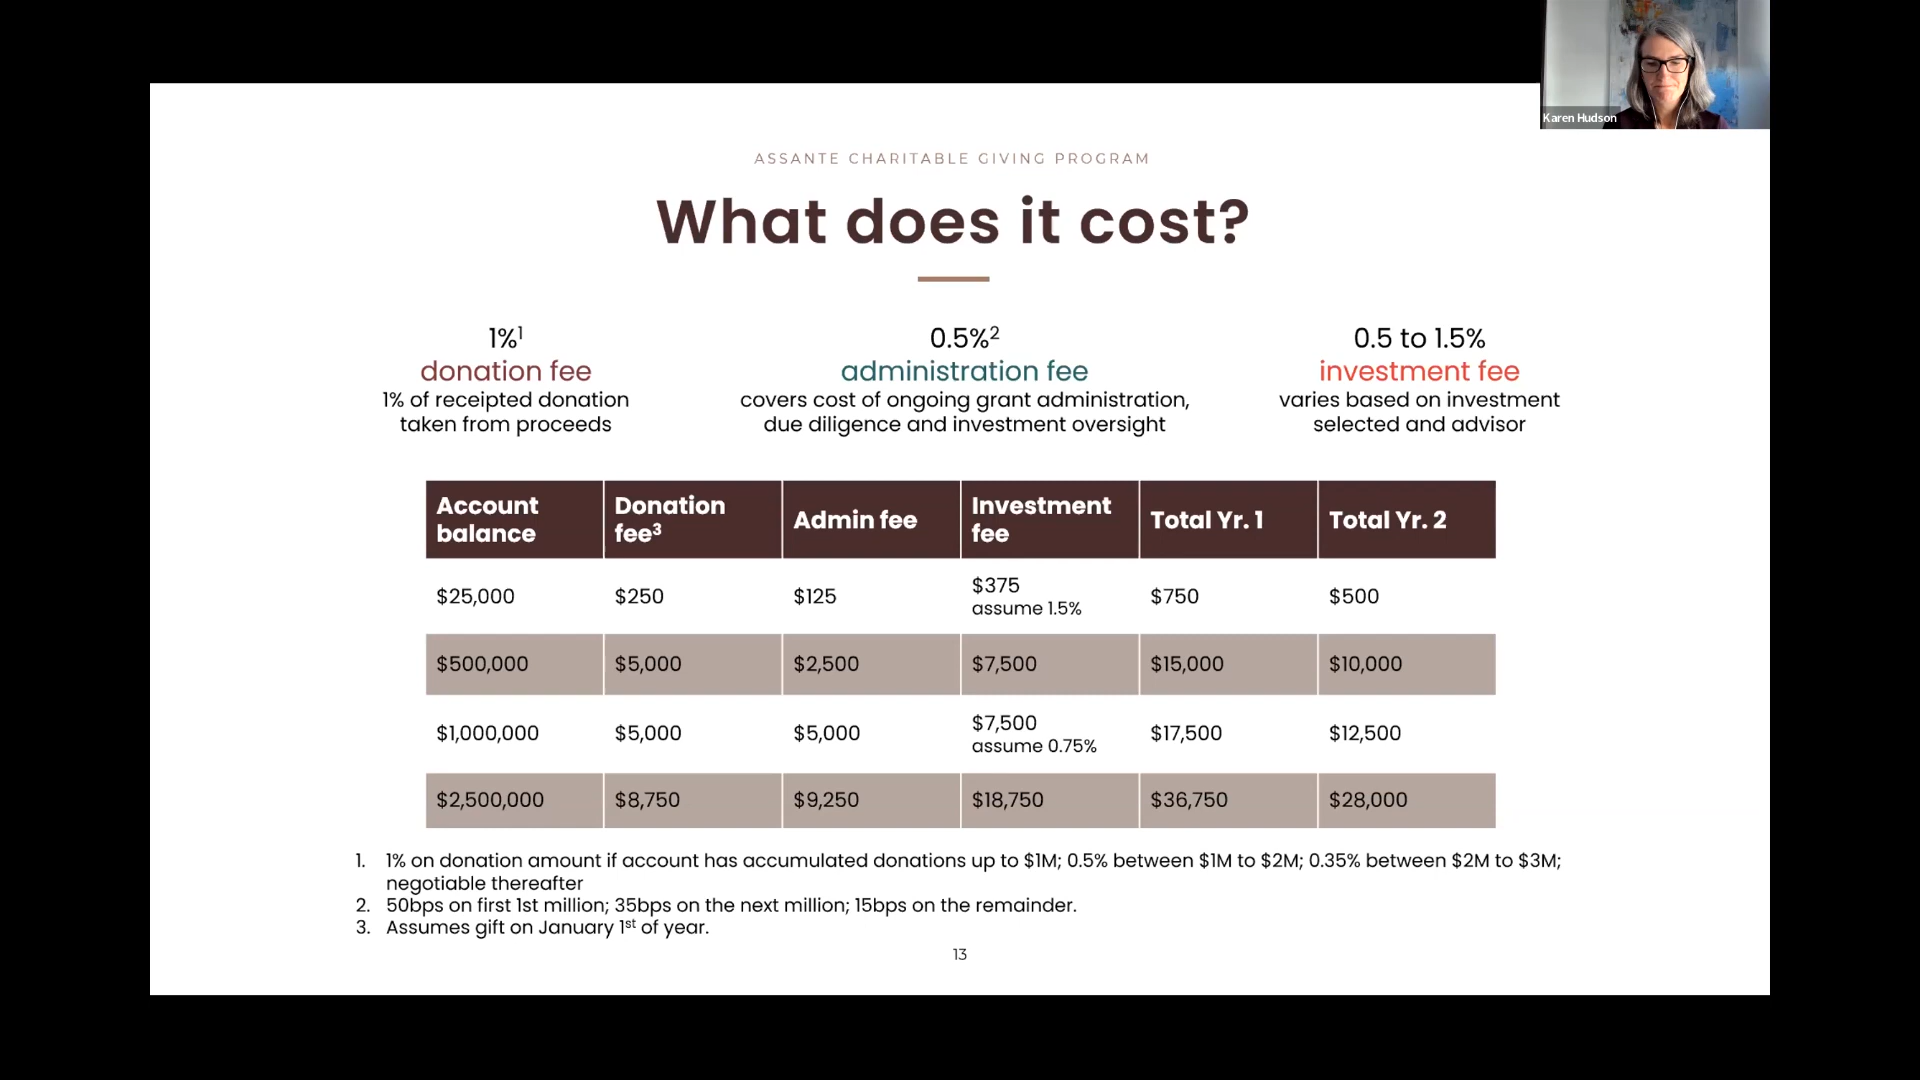 Karen Hudson
ASSANTE CHARITABLE GIVING PROGRAM
What does it cost?
1%¹
donation fee
1% of receipted donation
taken from proceeds
0.5%²
administration fee
covers cost of ongoing grant administration,
due diligence and investment oversight
0.5 to 1.5%
investment fee
varies based on investment
selected and advisor
Account balance | Donation fee³ | Admin fee | Investment fee | Total Yr. 1 | Total Yr. 2
$25,000 | $250 | $125 | $375 assume 1.5% | $750 | $500
$500,000 | $5,000 | $2,500 | $7,500 | $15,000 | $10,000
$1,000,000 | $5,000 | $5,000 | $7,500 assume 0.75% | $17,500 | $12,500
$2,500,000 | $8,750 | $9,250 | $18,750 | $36,750 | $28,000
1. 1% on donation amount if account has accumulated donations up to $1M; 0.5% between $1M to $2M; 0.35% between $2M to $3M;
negotiable thereafter
2. 50bps on first 1st million; 35bps on the next million; 15bps on the remainder.
3. Assumes gift on January 1st of year.
13